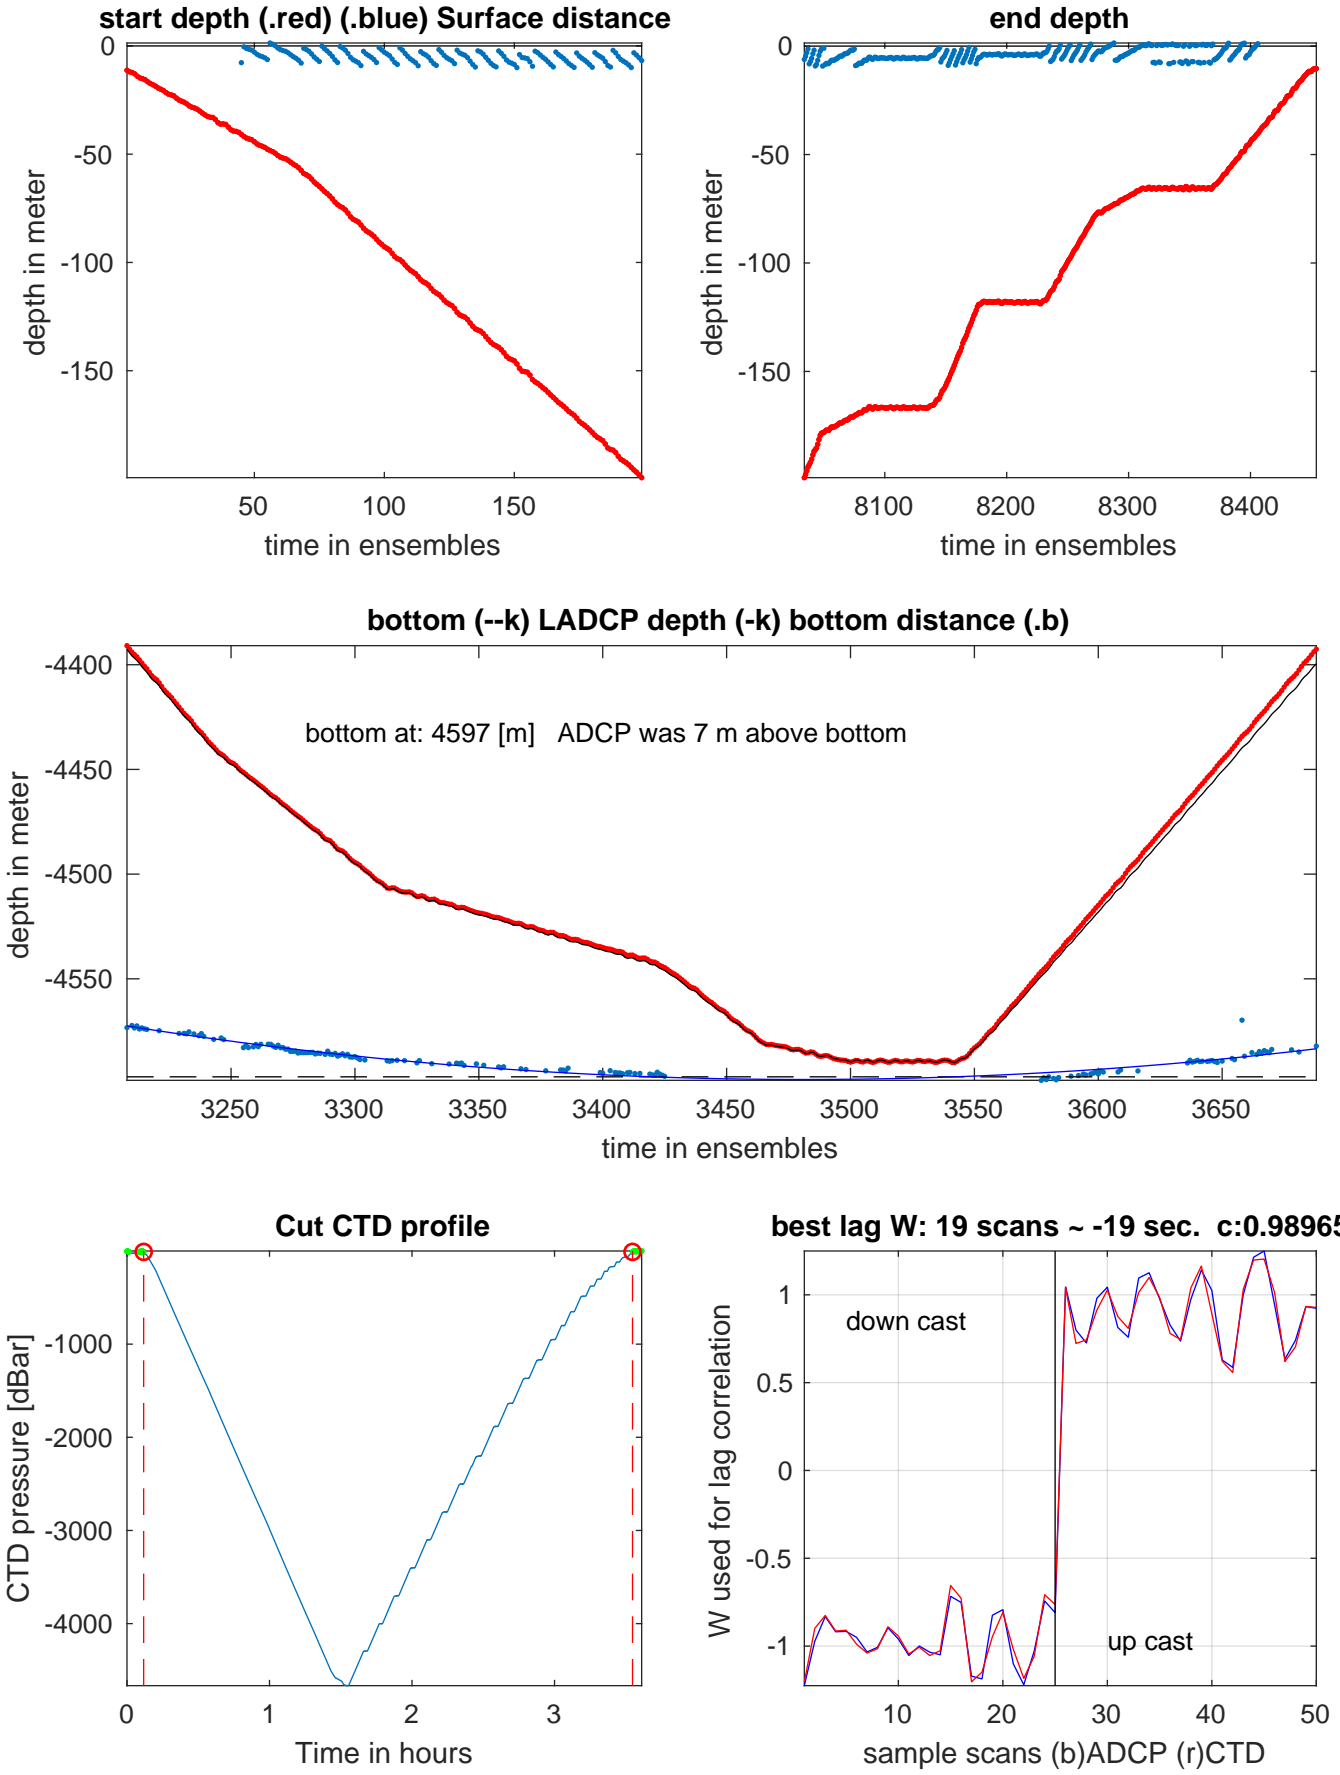 start depth (.red) (.blue) Surface distance
0
-50
-100
-150
depth in meter
50
100
150
time in ensembles
end depth
0
-50
-100
-150
depth in meter
8100
8200
8300
8400
time in ensembles
bottom (--k) LADCP depth (-k) bottom distance (.b)
-4400
-4450
-4500
-4550
depth in meter
bottom at: 4597 [m]   ADCP was 7 m above bottom
3250
3300
3350
3400
3450
3500
3550
3600
3650
time in ensembles
Cut CTD profile
-1000
-2000
-3000
-4000
CTD pressure [dBar]
0
1
2
3
Time in hours
best lag W: 19 scans ~ -19 sec.  c:0.98965
1
0.5
0
-0.5
-1
W used for lag correlation
down cast
up cast
10
20
30
40
50
sample scans (b)ADCP (r)CTD